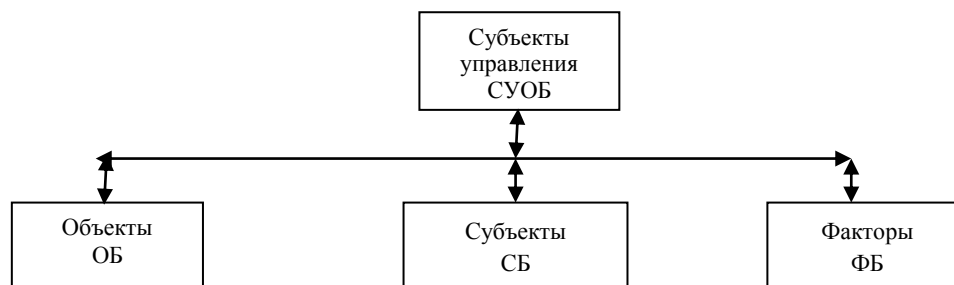 Субъекты
управления
СУОБ
Объекты
ОБ
Субъекты
СБ
Факторы
ФБ